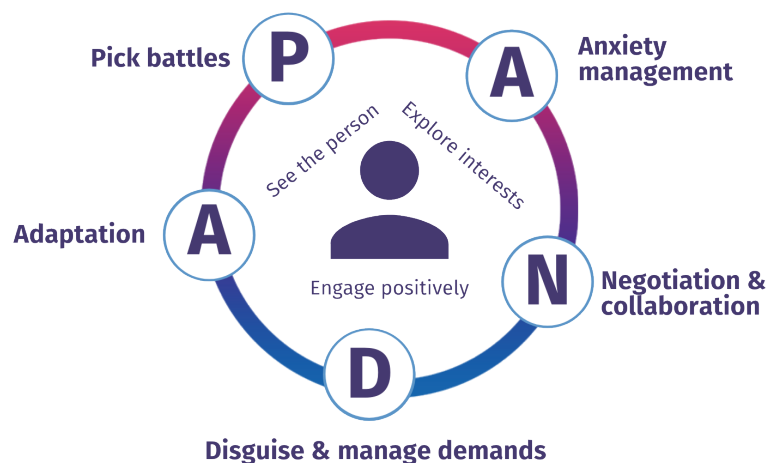 P
Pick battles
A
Anxiety
management
N
Negotiation &
collaboration
D
Disguise & manage demands
A
Adaptation
See the person
Explore interests
Engage positively